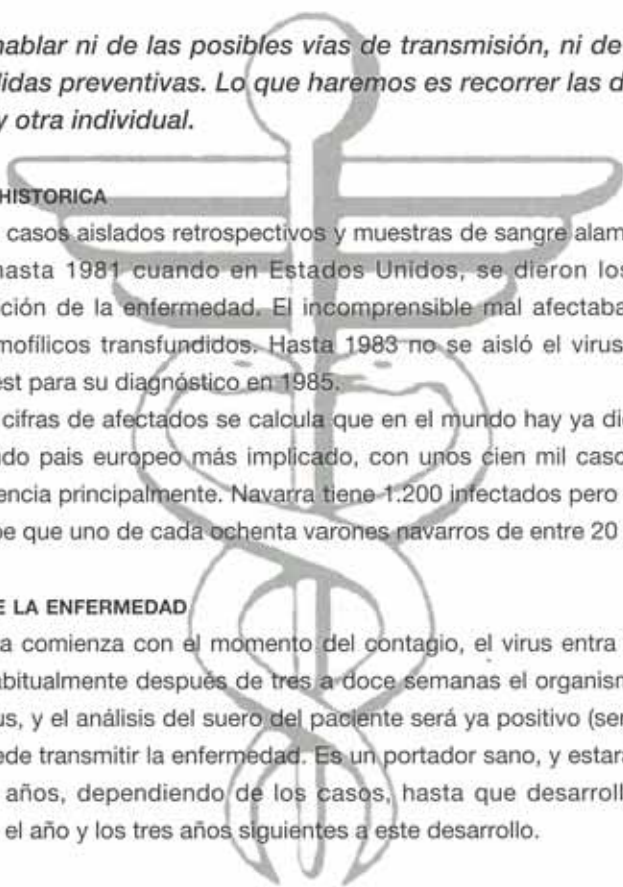 hablar ni de las posibles vías de transmisión, ni de
didas preventivas. Lo que haremos es recorrer las d
y otra individual.
HISTORICA
casos aislados retrospectivos y muestras de sangre alam
hasta 1981 cuando en Estados Unidos, se dieron los
ción de la enfermedad. El incomprensible mal afectaba
mofílicos transfundidos. Hasta 1983 no se aisló el virus
est para su diagnóstico en 1985.
cifras de afectados se calcula que en el mundo hay ya di
ndo pais europeo más implicado, con unos cien mil caso
encia principalmente. Navarra tiene 1.200 infectados pero
be que uno de cada ochenta varones navarros de entre 20
E LA ENFERMEDAD
a comienza con el momento del contagio, el virus entra
abitualmente después de tres a doce semanas el organism
us, y el análisis del suero del paciente será ya positivo (ser
ede transmitir la enfermedad. Es un portador sano, y estar
años, dependiendo de los casos, hasta que desarroll
el año y los tres años siguientes a este desarrollo.